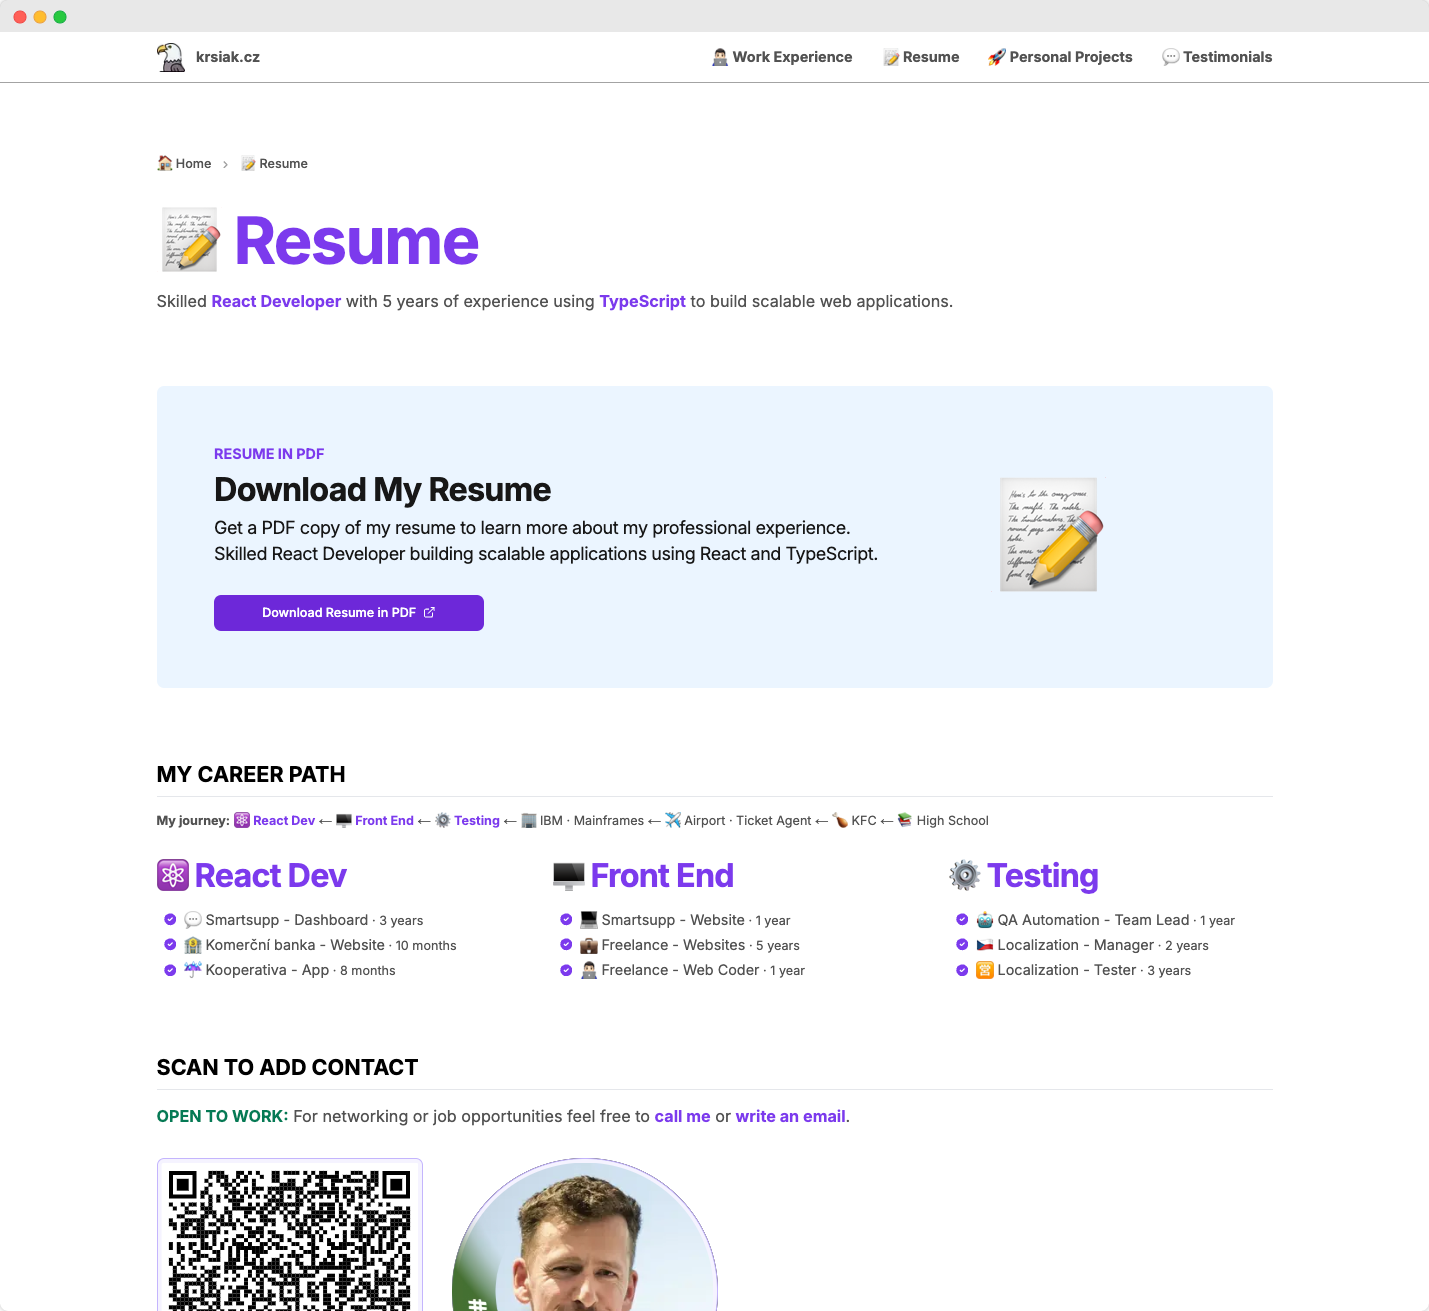 krsiak.cz
Work Experience
Resume
Personal Projects
Testimonials
Home › Resume
Resume
Skilled React Developer with 5 years of experience using TypeScript to build scalable web applications.
RESUME IN PDF
Download My Resume
Get a PDF copy of my resume to learn more about my professional experience.
Skilled React Developer building scalable applications using React and TypeScript.
Download Resume in PDF
MY CAREER PATH
My journey: React Dev ← Front End ← Testing ← IBM · Mainframes ← Airport · Ticket Agent ← KFC ← High School
React Dev
Smartsupp - Dashboard · 3 years
Komerční banka - Website · 10 months
Kooperativa - App · 8 months
Front End
Smartsupp - Website · 1 year
Freelance - Websites · 5 years
Freelance - Web Coder · 1 year
Testing
QA Automation - Team Lead · 1 year
Localization - Manager · 2 years
Localization - Tester · 3 years
SCAN TO ADD CONTACT
OPEN TO WORK: For networking or job opportunities feel free to call me or write an email.
#